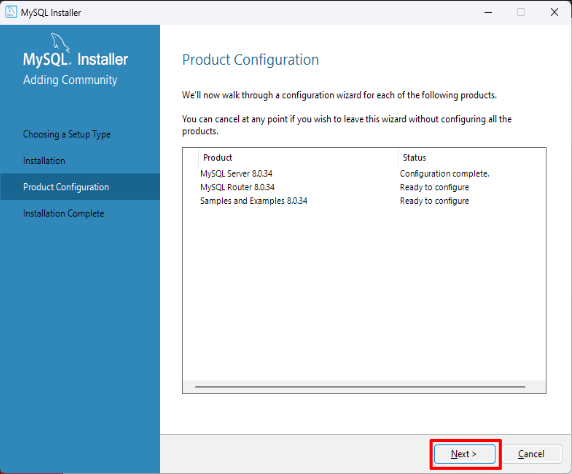 MySQL Installer
MySQL. Installer
Adding Community
Choosing a Setup Type
Installation
Product Configuration
Installation Complete
Product Configuration
We'll now walk through a configuration wizard for each of the following products.
You can cancel at any point if you wish to leave this wizard without configuring all the
products.
Product Status
MySQL Server 8.0.34 Configuration complete.
MySQL Router 8.0.34 Ready to configure
Samples and Examples 8.0.34 Ready to configure
Next > Cancel